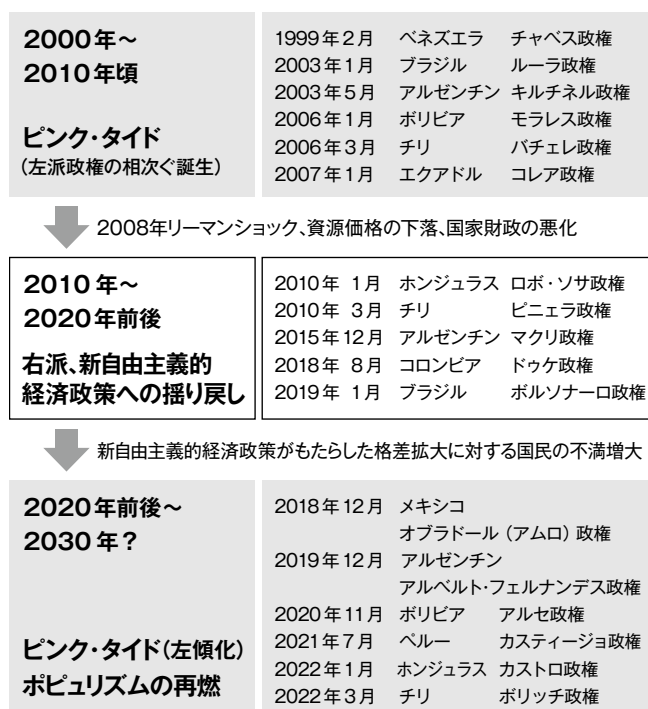 2000年～
2010年頃
ピンク・タイド
（左派政権の相次ぐ誕生）
1999年2月 ベネズエラ チャベス政権
2003年1月 ブラジル ルーラ政権
2003年5月 アルゼンチン キルチネル政権
2006年1月 ボリビア モラレス政権
2006年3月 チリ バチェレ政権
2007年1月 エクアドル コレア政権
2008年リーマンショック、資源価格の下落、国家財政の悪化
2010年～
2020年前後
右派、新自由主義的
経済政策への揺り戻し
2010年 1月 ホンジュラス ロボ・ソサ政権
2010年 3月 チリ ピニェラ政権
2015年12月 アルゼンチン マクリ政権
2018年 8月 コロンビア ドゥケ政権
2019年 1月 ブラジル ボルソナーロ政権
新自由主義的経済政策がもたらした格差拡大に対する国民の不満増大
2020年前後～
2030年？
ピンク・タイド（左傾化）
ポピュリズムの再燃
2018年12月 メキシコ
オブラドール（アムロ）政権
2019年12月 アルゼンチン
アルベルト・フェルナンデス政権
2020年11月 ボリビア アルセ政権
2021年7月 ペルー カスティージョ政権
2022年1月 ホンジュラス カストロ政権
2022年3月 チリ ボリッチ政権